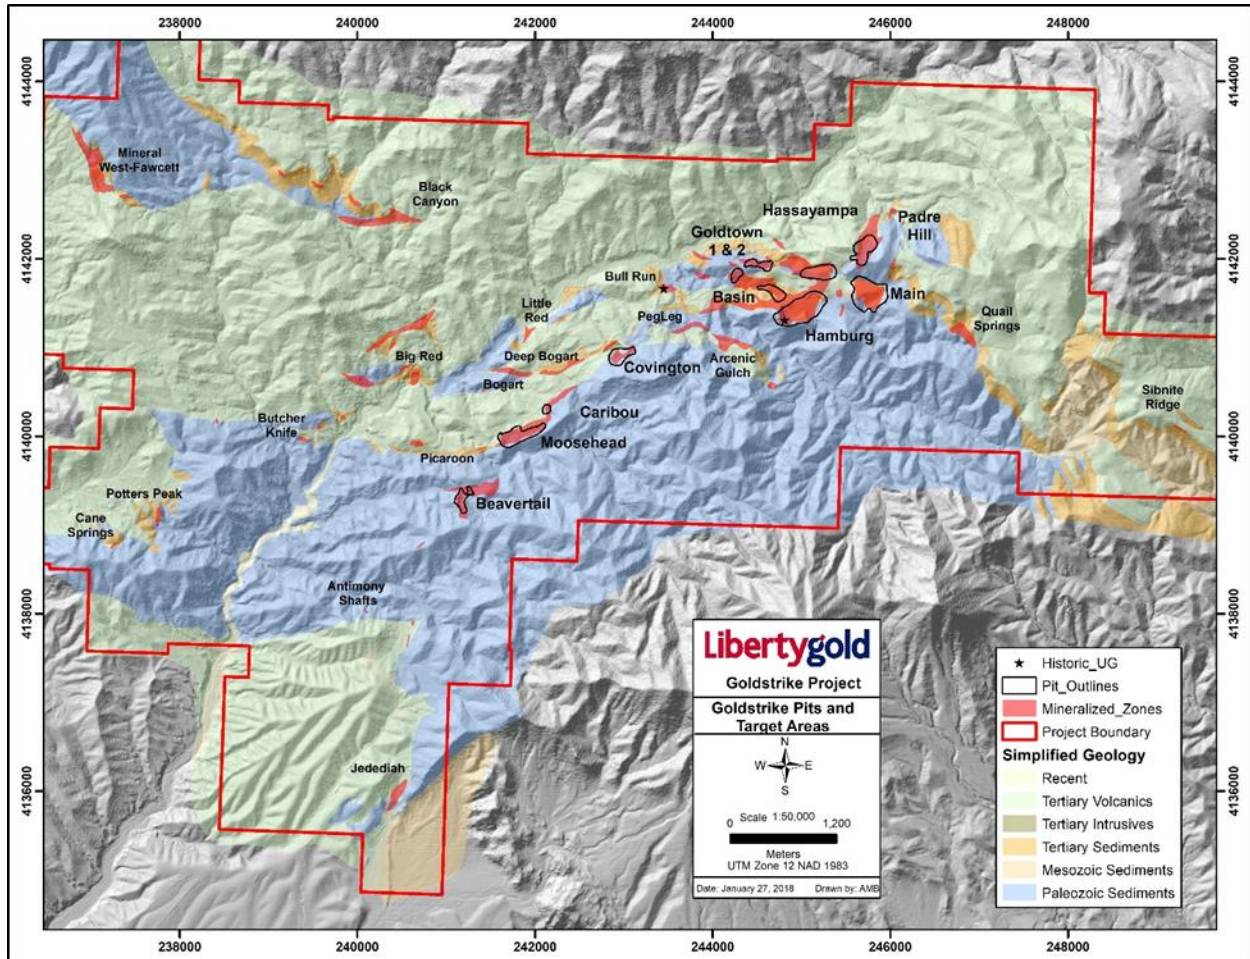 238000 240000 242000 244000 246000 248000
4144000
4144000
Mineral
West-Fawcett
Black
Canyon
Hassayampa
Padre
Hill
Goldtown
1 & 2
4142000
4142000
Bull Run
Basin
Main
Little
Red
PegLeg
Quail
Springs
Hamburg
Big Red
Deep Bogart
Covington
Arcenic
Gulch
Bogart
Sibnite
Ridge
Butcher
Knife
Caribou
4140000
4140000
Moosehead
Picaroon
Potters Peak
Beavertail
Cane
Springs
Antimony
Shafts
4138000
4138000
Jedediah
4136000
4136000
Libertygold
Goldstrike Project
Goldstrike Pits and
Target Areas
N
W E
S
Scale 1:50,000
0 1,200
Meters
UTM Zone 12 NAD 1983
Date: January 27, 2018 Drawn by: AMB
Historic_UG
Pit_Outlines
Mineralized_Zones
Project Boundary
Simplified Geology
Recent
Tertiary Volcanics
Tertiary Intrusives
Tertiary Sediments
Mesozoic Sediments
Paleozoic Sediments
238000 240000 242000 244000 246000 248000